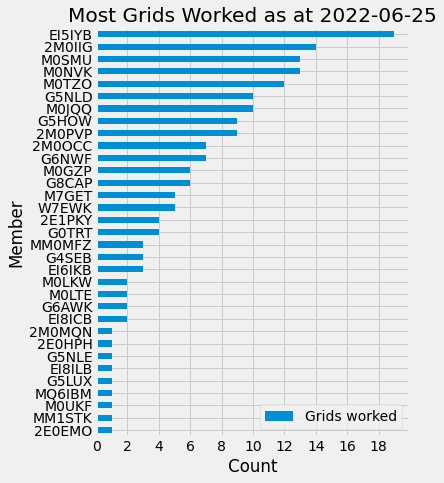 Most Grids Worked as at 2022-06-25
EI5IYB
2M0IIG
M0SMU
M0NVK
M0TZO
G5NLD
M0JQQ
G5HOW
2M0PVP
2M0OCC
G6NWF
M0GZP
G8CAP
M7GET
W7EWK
2E1PKY
G0TRT
MM0MFZ
G4SEB
EI6IKB
M0LKW
M0LTE
G6AWK
EI8ICB
2M0MQN
2E0HPH
G5NLE
EI8ILB
G5LUX
MQ6IBM
M0UKF
MM1STK
2E0EMO
Member
Grids worked
0 2 4 6 8 10 12 14 16 18
Count